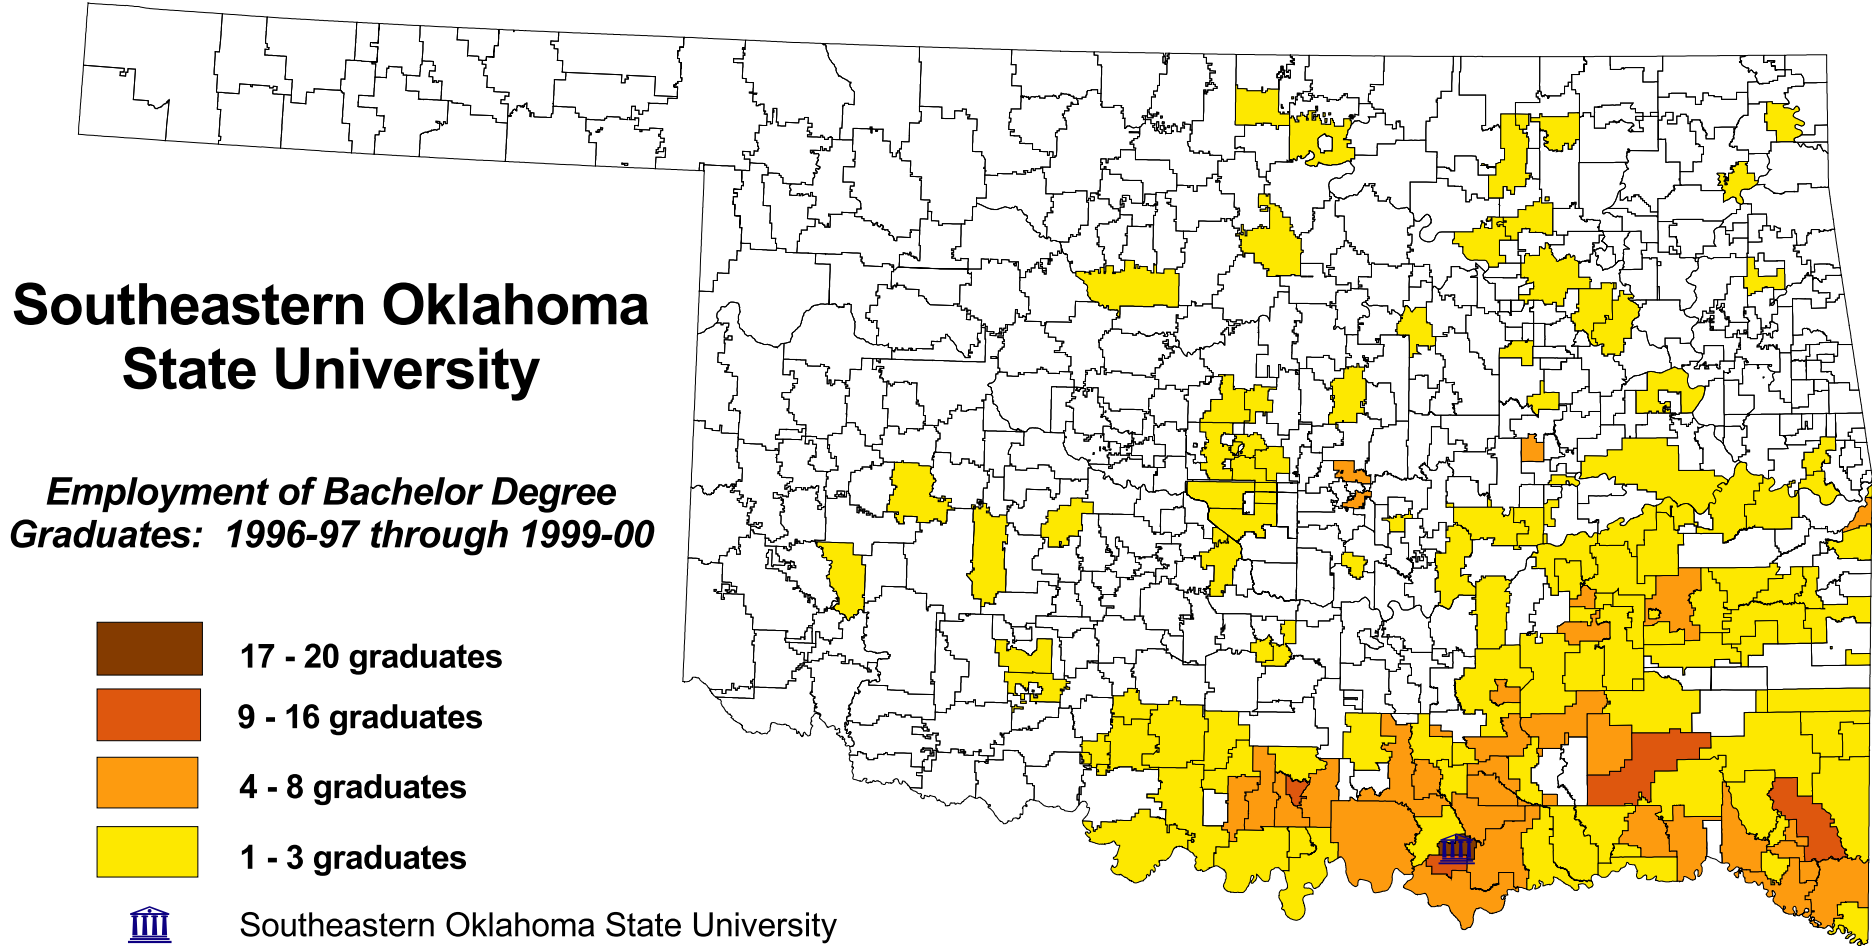 Southeastern Oklahoma
State University
Employment of Bachelor Degree
Graduates: 1996-97 through 1999-00
17 - 20 graduates
9 - 16 graduates
4 - 8 graduates
1 - 3 graduates
Southeastern Oklahoma State University